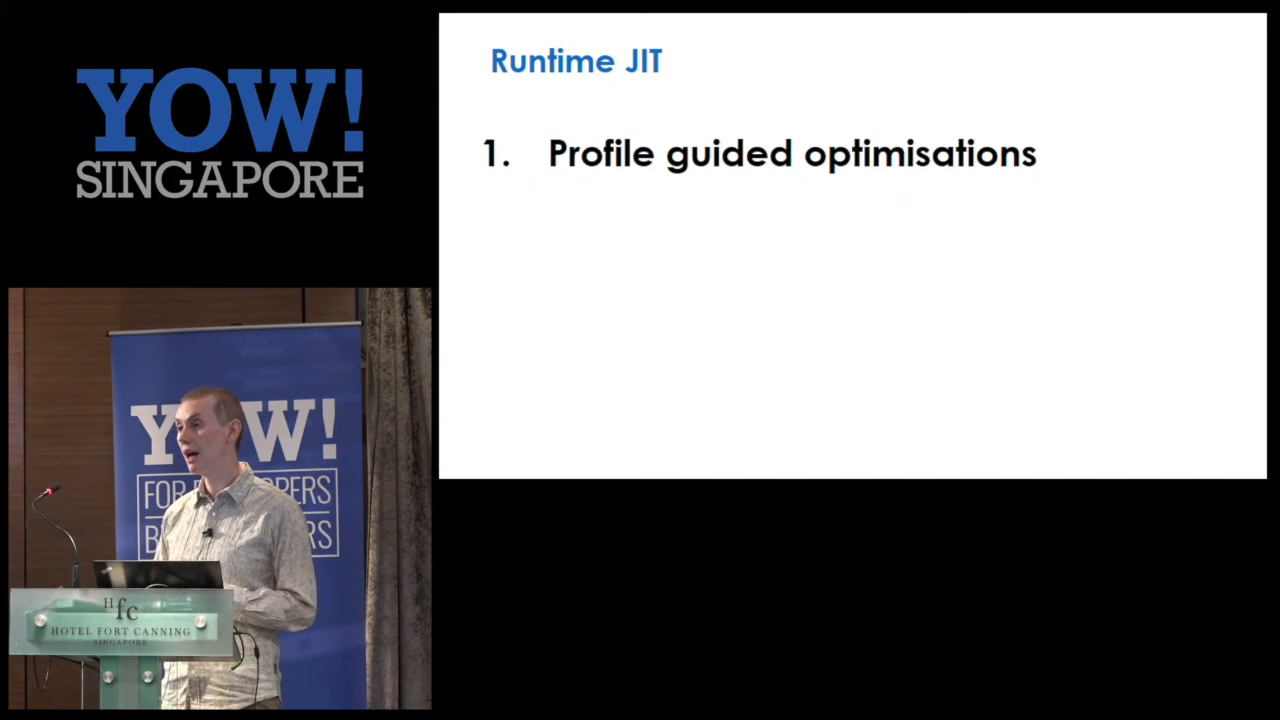 YOW!
SINGAPORE
Runtime JIT
1. Profile guided optimisations
YOW!
FOR
PERS
B
RS
Hfc
HOTEL FORT CANNING
SINGAPORE